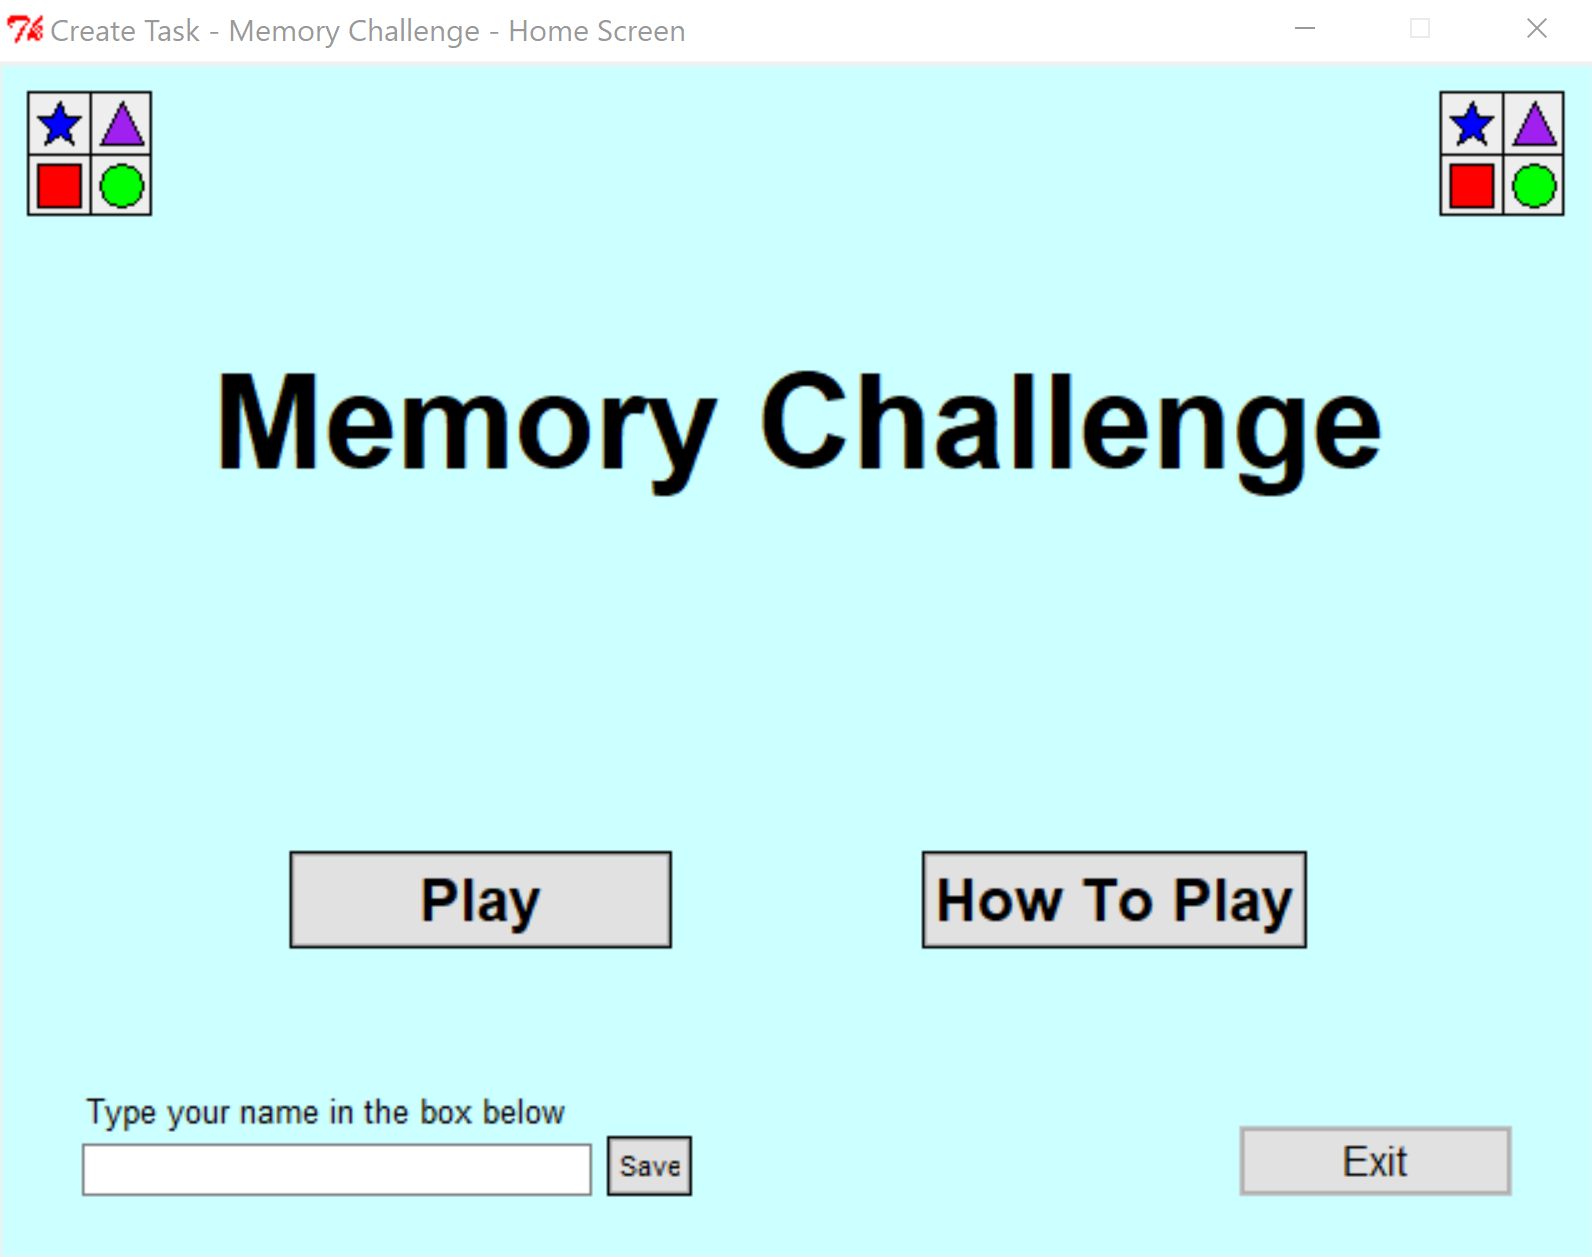 Create Task - Memory Challenge - Home Screen
Memory Challenge
Play
How To Play
Type your name in the box below
Save
Exit